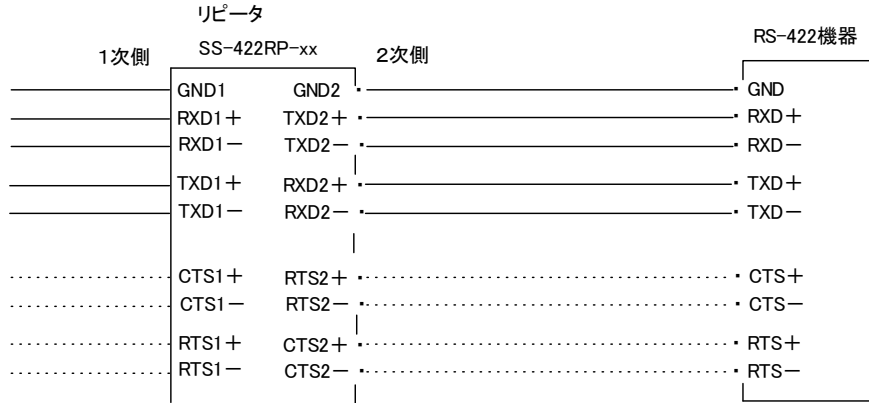 リピータ
SS-422RP-xx
1次側
2次側
RS-422機器
GND1 GND2 GND
RXD1+ TXD2+ RXD+
RXD1- TXD2- RXD-
TXD1+ RXD2+ TXD+
TXD1- RXD2- TXD-
CTS1+ RTS2+ CTS+
CTS1- RTS2- CTS-
RTS1+ CTS2+ RTS+
RTS1- CTS2- RTS-